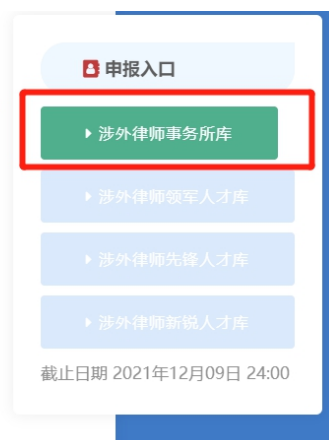 申报入口
涉外律师事务所库
涉外律师领军人才库
涉外律师先锋人才库
涉外律师新锐人才库
截止日期 2021年12月09日 24:00